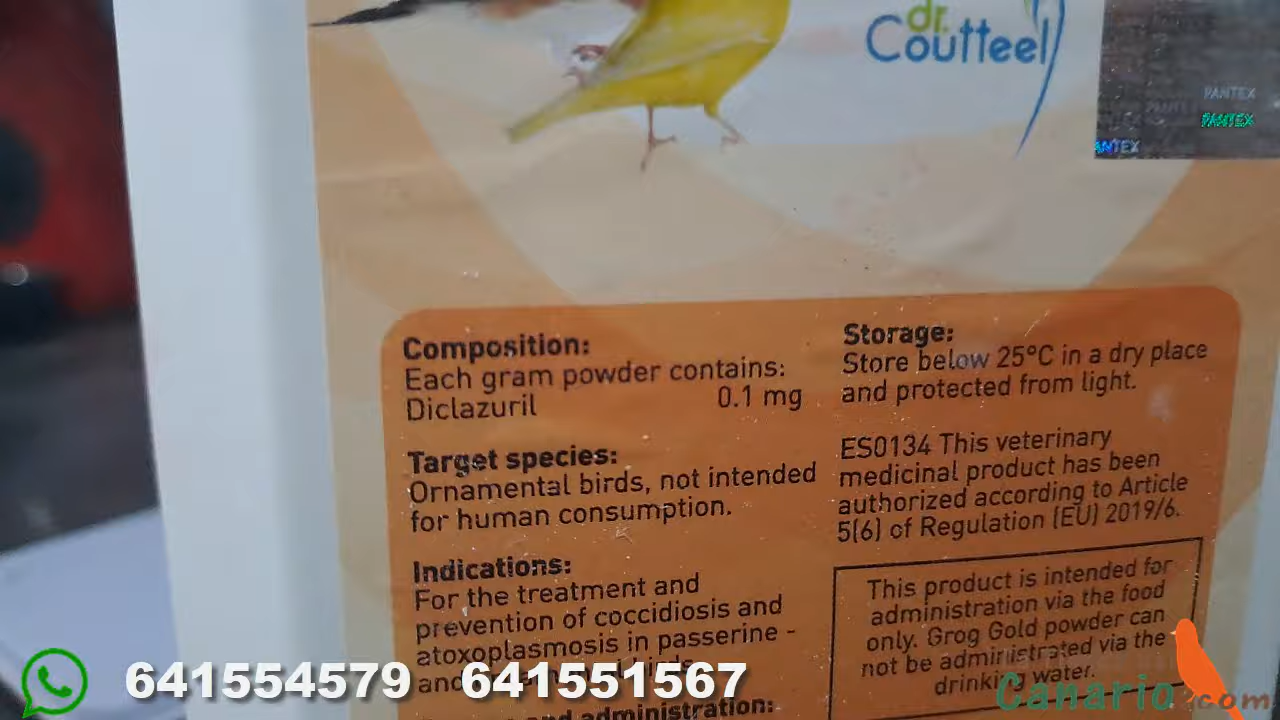 dr.
Coutteel
PANTEX
PANTEX
ANTEX
Composition:
Each gram powder contains:
Diclazuril 0.1 mg
Target species:
Ornamental birds, not intended
for human consumption.
Indications:
For the treatment and
prevention of coccidiosis and
atoxoplasmosis in passerine -
and
and administration:
Storage:
Store below 25°C in a dry place
and protected from light.
ES0134 This veterinary
medicinal product has been
authorized according to Article
5(6) of Regulation (EU) 2019/6.
This product is intended for
administration via the food
only. Grog Gold powder can
not be administrated via the
drinking water.
641554579 641551567
Canario com